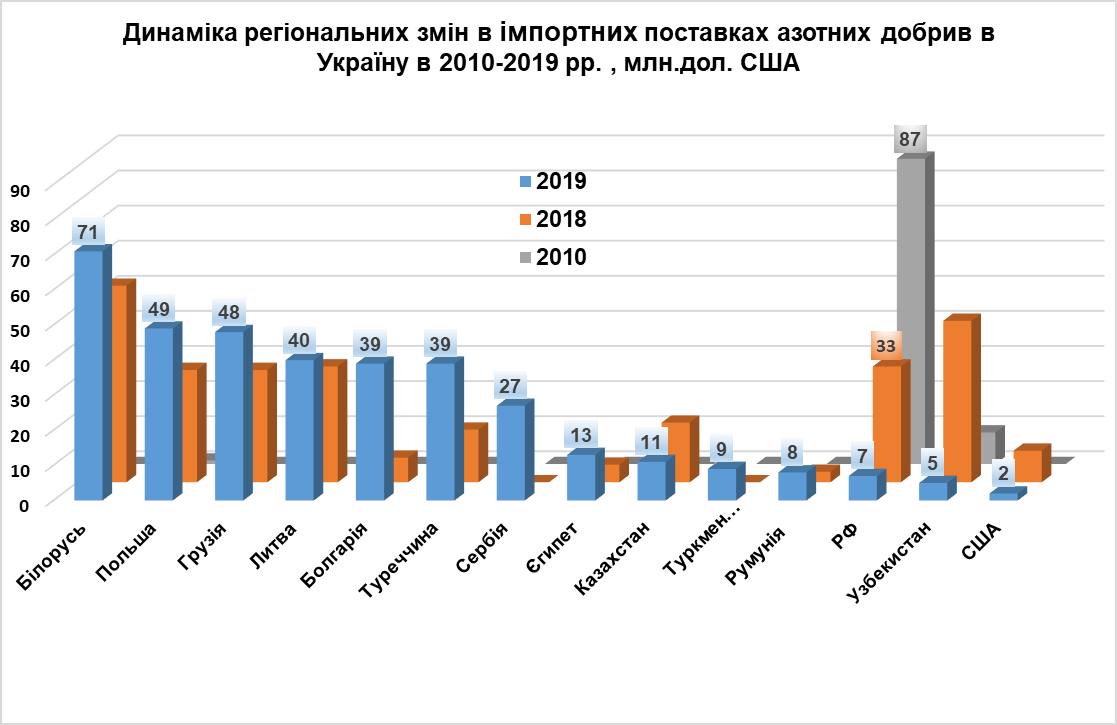 Динаміка регіональних змін в імпортних поставках азотних добрив в
Україну в 2010-2019 рр. , млн.дол. США
87
2019
90
2018
80
71
70
2010
60
49
48
50
40
39
39
33
40
27
30
20
13
11
9
8
7
5
2
10
0
Білорусь
Польша
Грузія
Литва
Болгарія
Туреччина
Сербія
Єгипет
Казахстан
Туркмен...
Румунія
РФ
Узбекистан
США